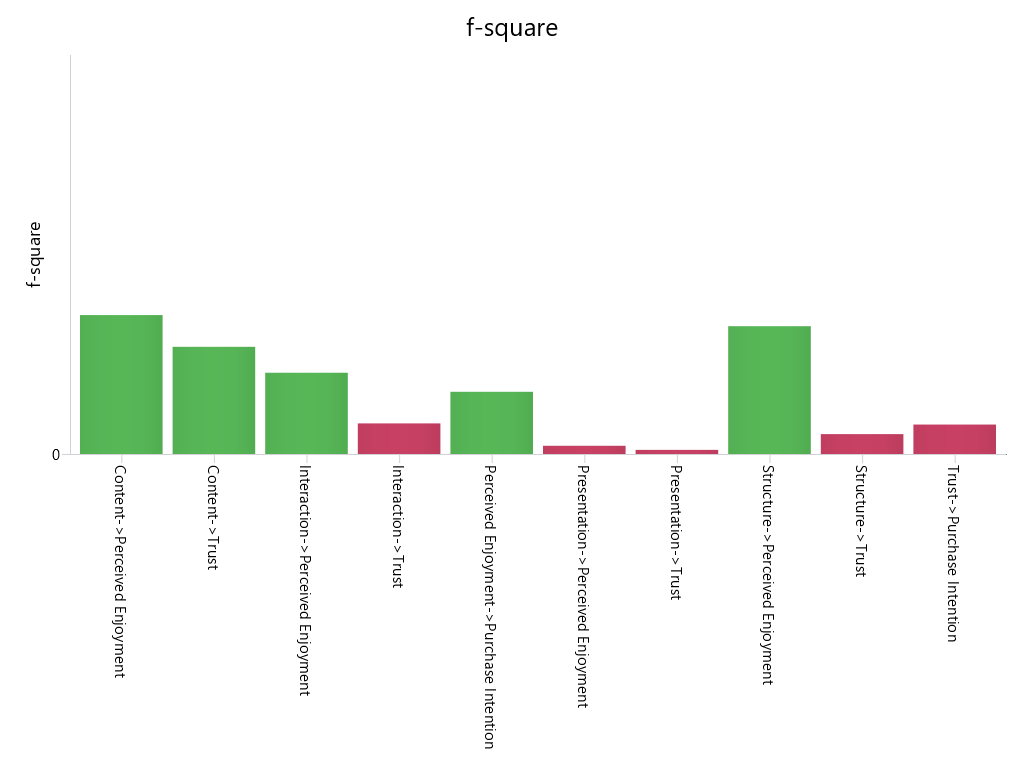 f-square
f-square
0
Content->Perceived Enjoyment
Content->Trust
Interaction->Perceived Enjoyment
Interaction->Trust
Perceived Enjoyment->Purchase Intention
Presentation->Perceived Enjoyment
Presentation->Trust
Structure->Perceived Enjoyment
Structure->Trust
Trust->Purchase Intention